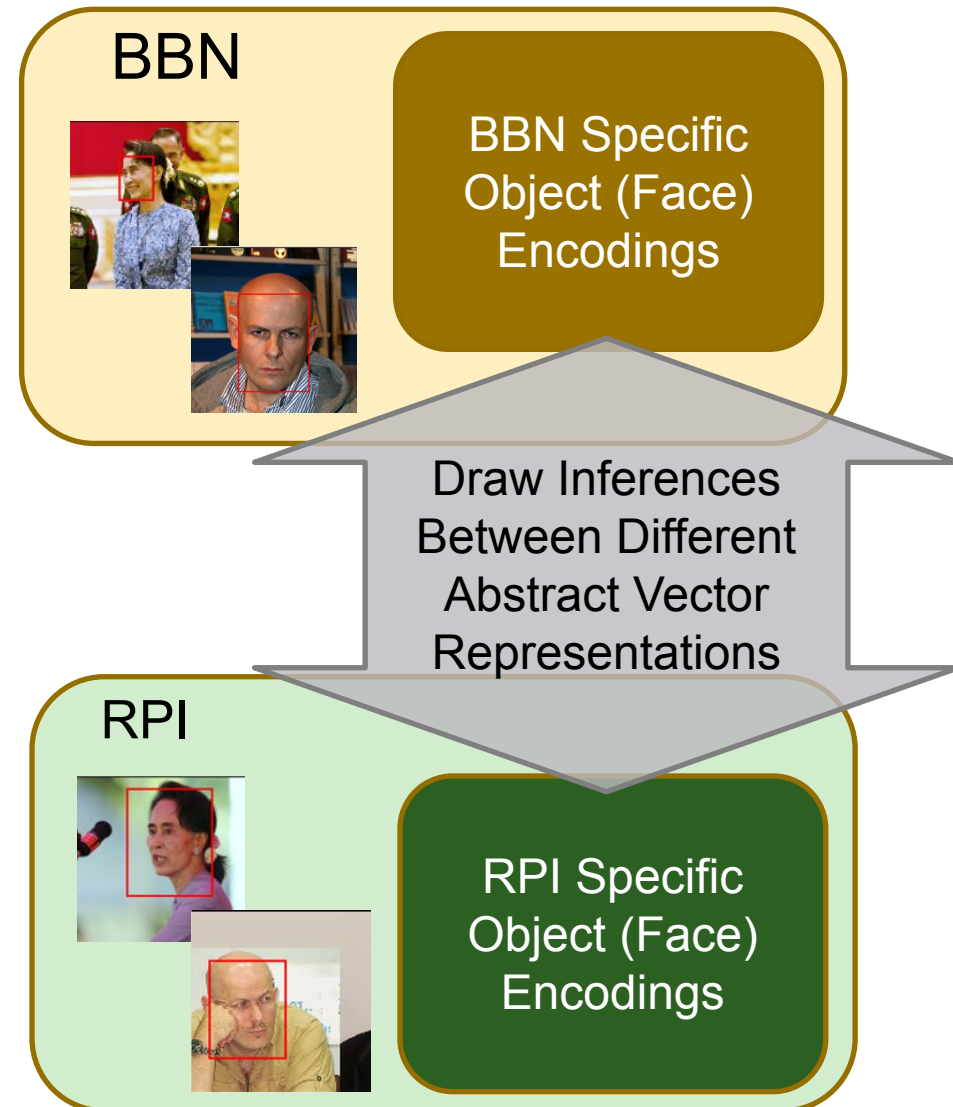 BBN
BBN Specific
Object (Face)
Encodings
Draw Inferences
Between Different
Abstract Vector
Representations
RPI
RPI Specific
Object (Face)
Encodings